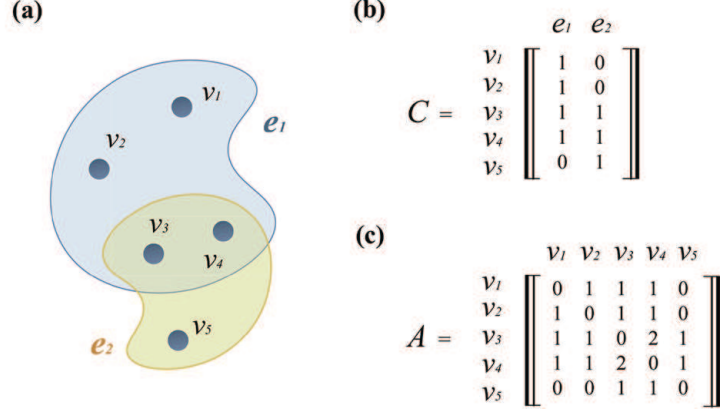 (a)
v1
e1
v2
v3
v4
v5
e2
(b)
e1 e2
v1 1 0
v2 1 0
C = v3 1 1
v4 1 1
v5 0 1
(c)
v1 v2 v3 v4 v5
v1 0 1 1 1 0
v2 1 0 1 1 0
A = v3 1 1 0 2 1
v4 1 1 2 0 1
v5 0 0 1 1 0